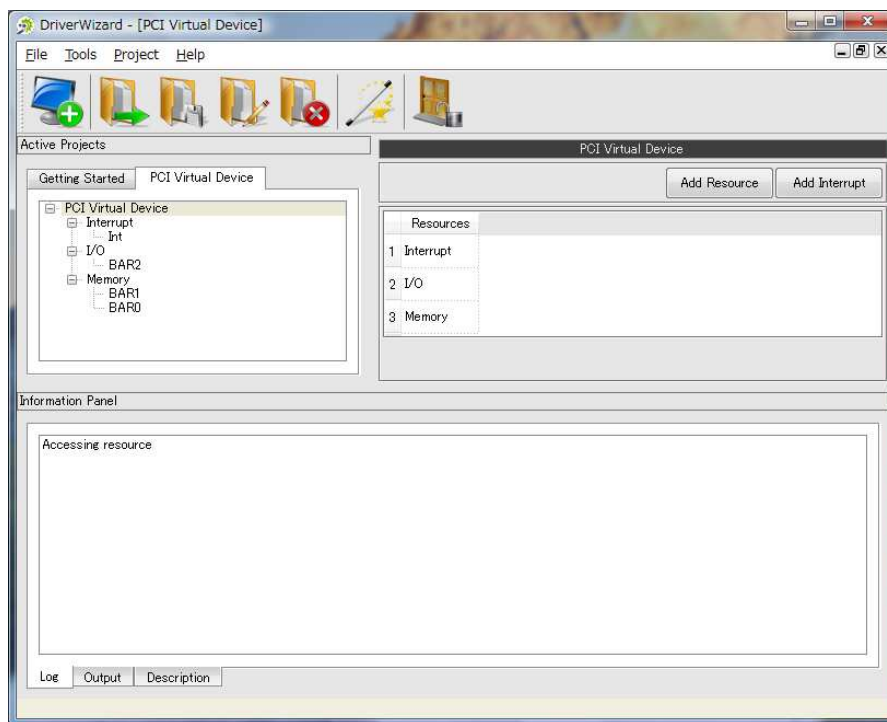 DriverWizard - [PCI Virtual Device]
File Tools Project Help
Active Projects
Getting Started PCI Virtual Device
PCI Virtual Device
Interrupt
Int
I/O
BAR2
Memory
BAR1
BAR0
PCI Virtual Device
Add Resource Add Interrupt
Resources
1 Interrupt
2 I/O
3 Memory
Information Panel
Accessing resource
Log Output Description